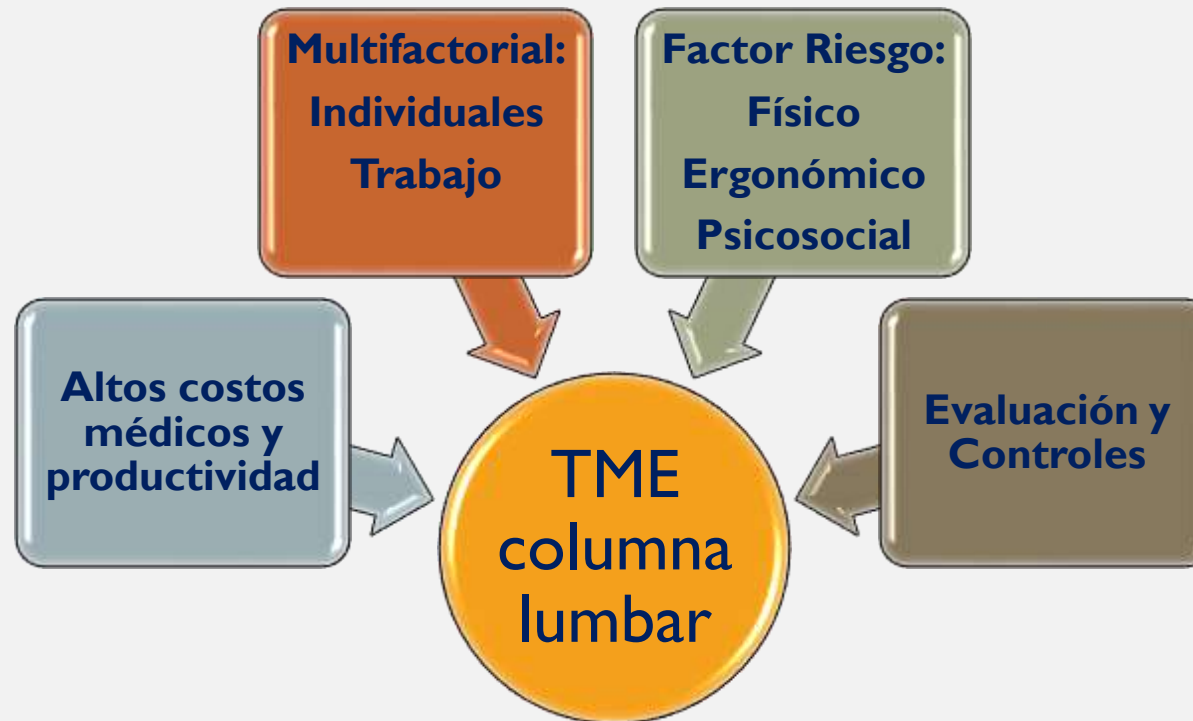 Multifactorial:
Individuales
Trabajo
Factor Riesgo:
Físico
Ergonómico
Psicosocial
Altos costos
médicos y
productividad
Evaluación y
Controles
TME
columna
lumbar